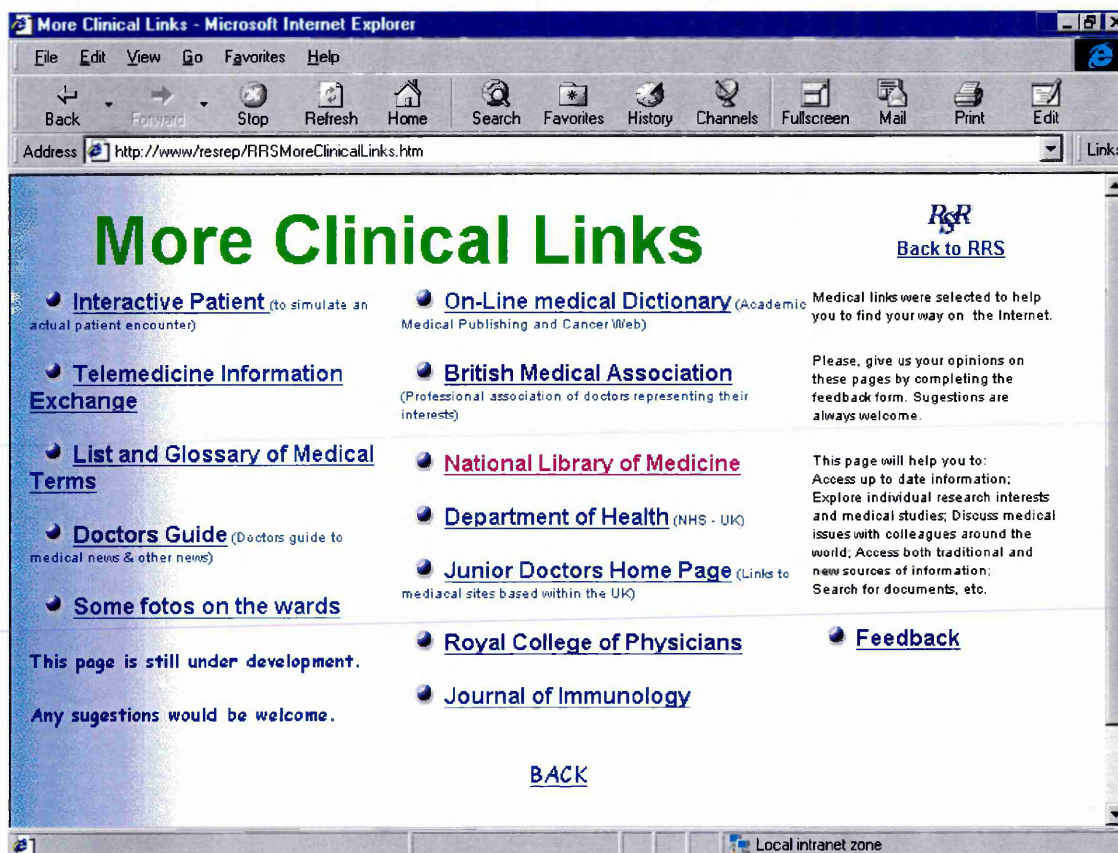 More Clinical Links - Microsoft Internet Explorer
File Edit View Go Favorites Help
Back Forward Stop Refresh Home Search Favorites History Channels Fullscreen Mail Print Edit
Address http://www/resrep/RRSMoreClinicalLinks.htm Links
More Clinical Links
Interactive Patient (to simulate an
actual patient encounter)
Telemedicine Information
Exchange
List and Glossary of Medical
Terms
Doctors Guide (Doctors guide to
medical news & other news)
Some fotos on the wards
This page is still under development.
Any sugestions would be welcome.
On-Line medical Dictionary (Academic
Medical Publishing and Cancer Web)
British Medical Association
(Professional association of doctors representing their
interests)
National Library of Medicine
Department of Health (NHS - UK)
Junior Doctors Home Page (Links to
mediacal sites based within the UK)
Royal College of Physicians
Journal of Immunology
BACK
RSR
Back to RRS
Medical links were selected to help
you to find your way on the Internet.
Please, give us your opinions on
these pages by completing the
feedback form. Sugestions are
always welcome.
This page will help you to:
Access up to date information;
Explore individual research interests
and medical studies; Discuss medical
issues with colleagues around the
world; Access both traditional and
new sources of information;
Search for documents, etc.
Feedback
Local intranet zone